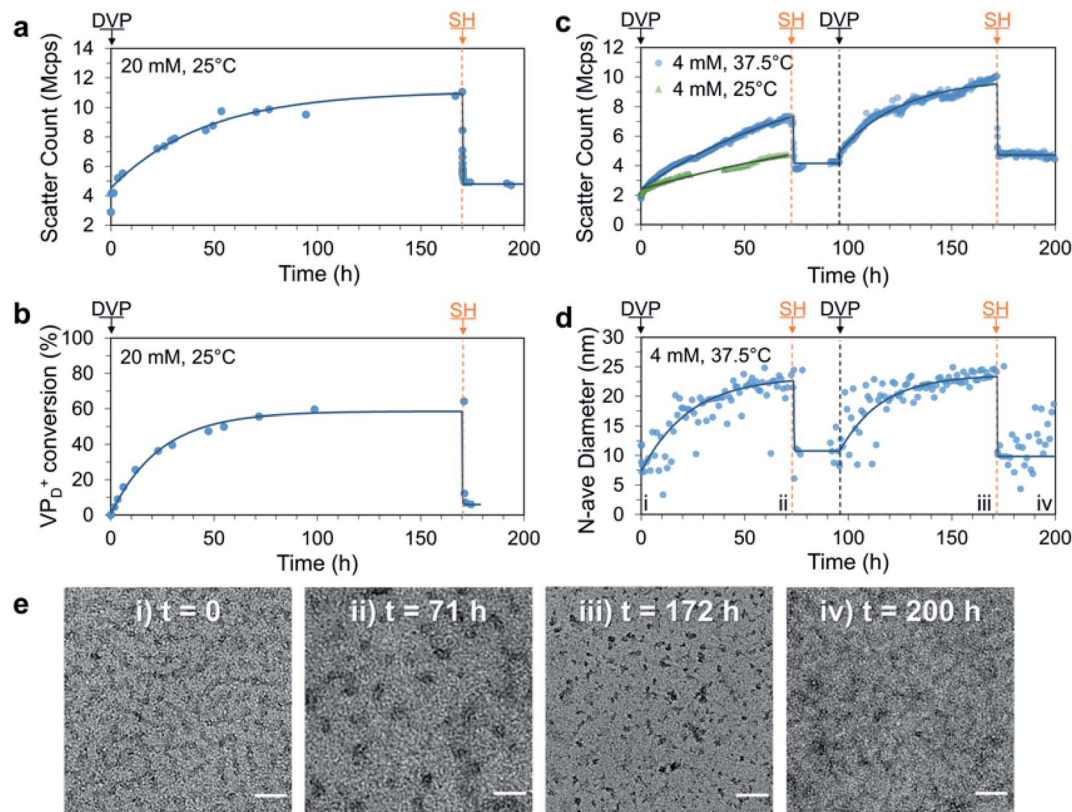 a
DVP
SH
Scatter Count (Mcps)
14
12
10
8
6
4
2
20 mM, 25°C
0
50
100
150
200
Time (h)
c
DVP
SH
DVP
SH
Scatter Count (Mcps)
12
10
8
6
4
2
0
4 mM, 37.5°C
4 mM, 25°C
0
50
100
150
200
Time (h)
b
DVP
SH
VP_D^+ conversion (%)
100
80
60
40
20
0
20 mM, 25°C
0
50
100
150
200
Time (h)
d
DVP
SH
DVP
SH
N-ave Diameter (nm)
30
25
20
15
10
5
0
4 mM, 37.5°C
i
ii
iii
iv
0
50
100
150
200
Time (h)
e
i) t = 0
ii) t = 71 h
iii) t = 172 h
iv) t = 200 h